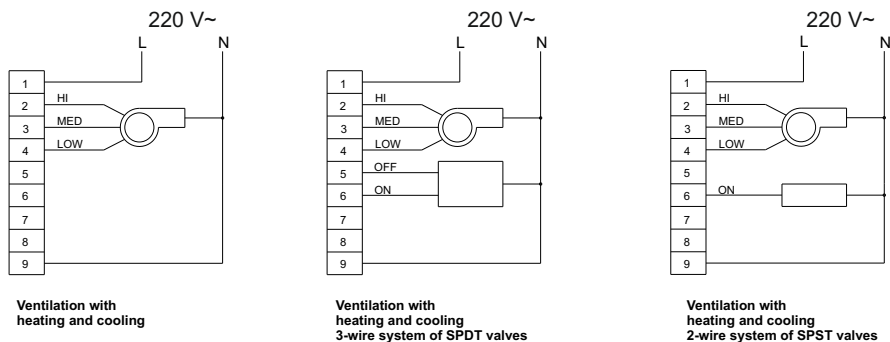 220 V~
L N
1
2 HI
3 MED
4 LOW
5
6
7
8
9
Ventilation with
heating and cooling
220 V~
L N
1
2 HI
3 MED
4 LOW
5 OFF
6 ON
7
8
9
Ventilation with
heating and cooling
3-wire system of SPDT valves
220 V~
L N
1
2 HI
3 MED
4 LOW
5
6 ON
7
8
9
Ventilation with
heating and cooling
2-wire system of SPST valves